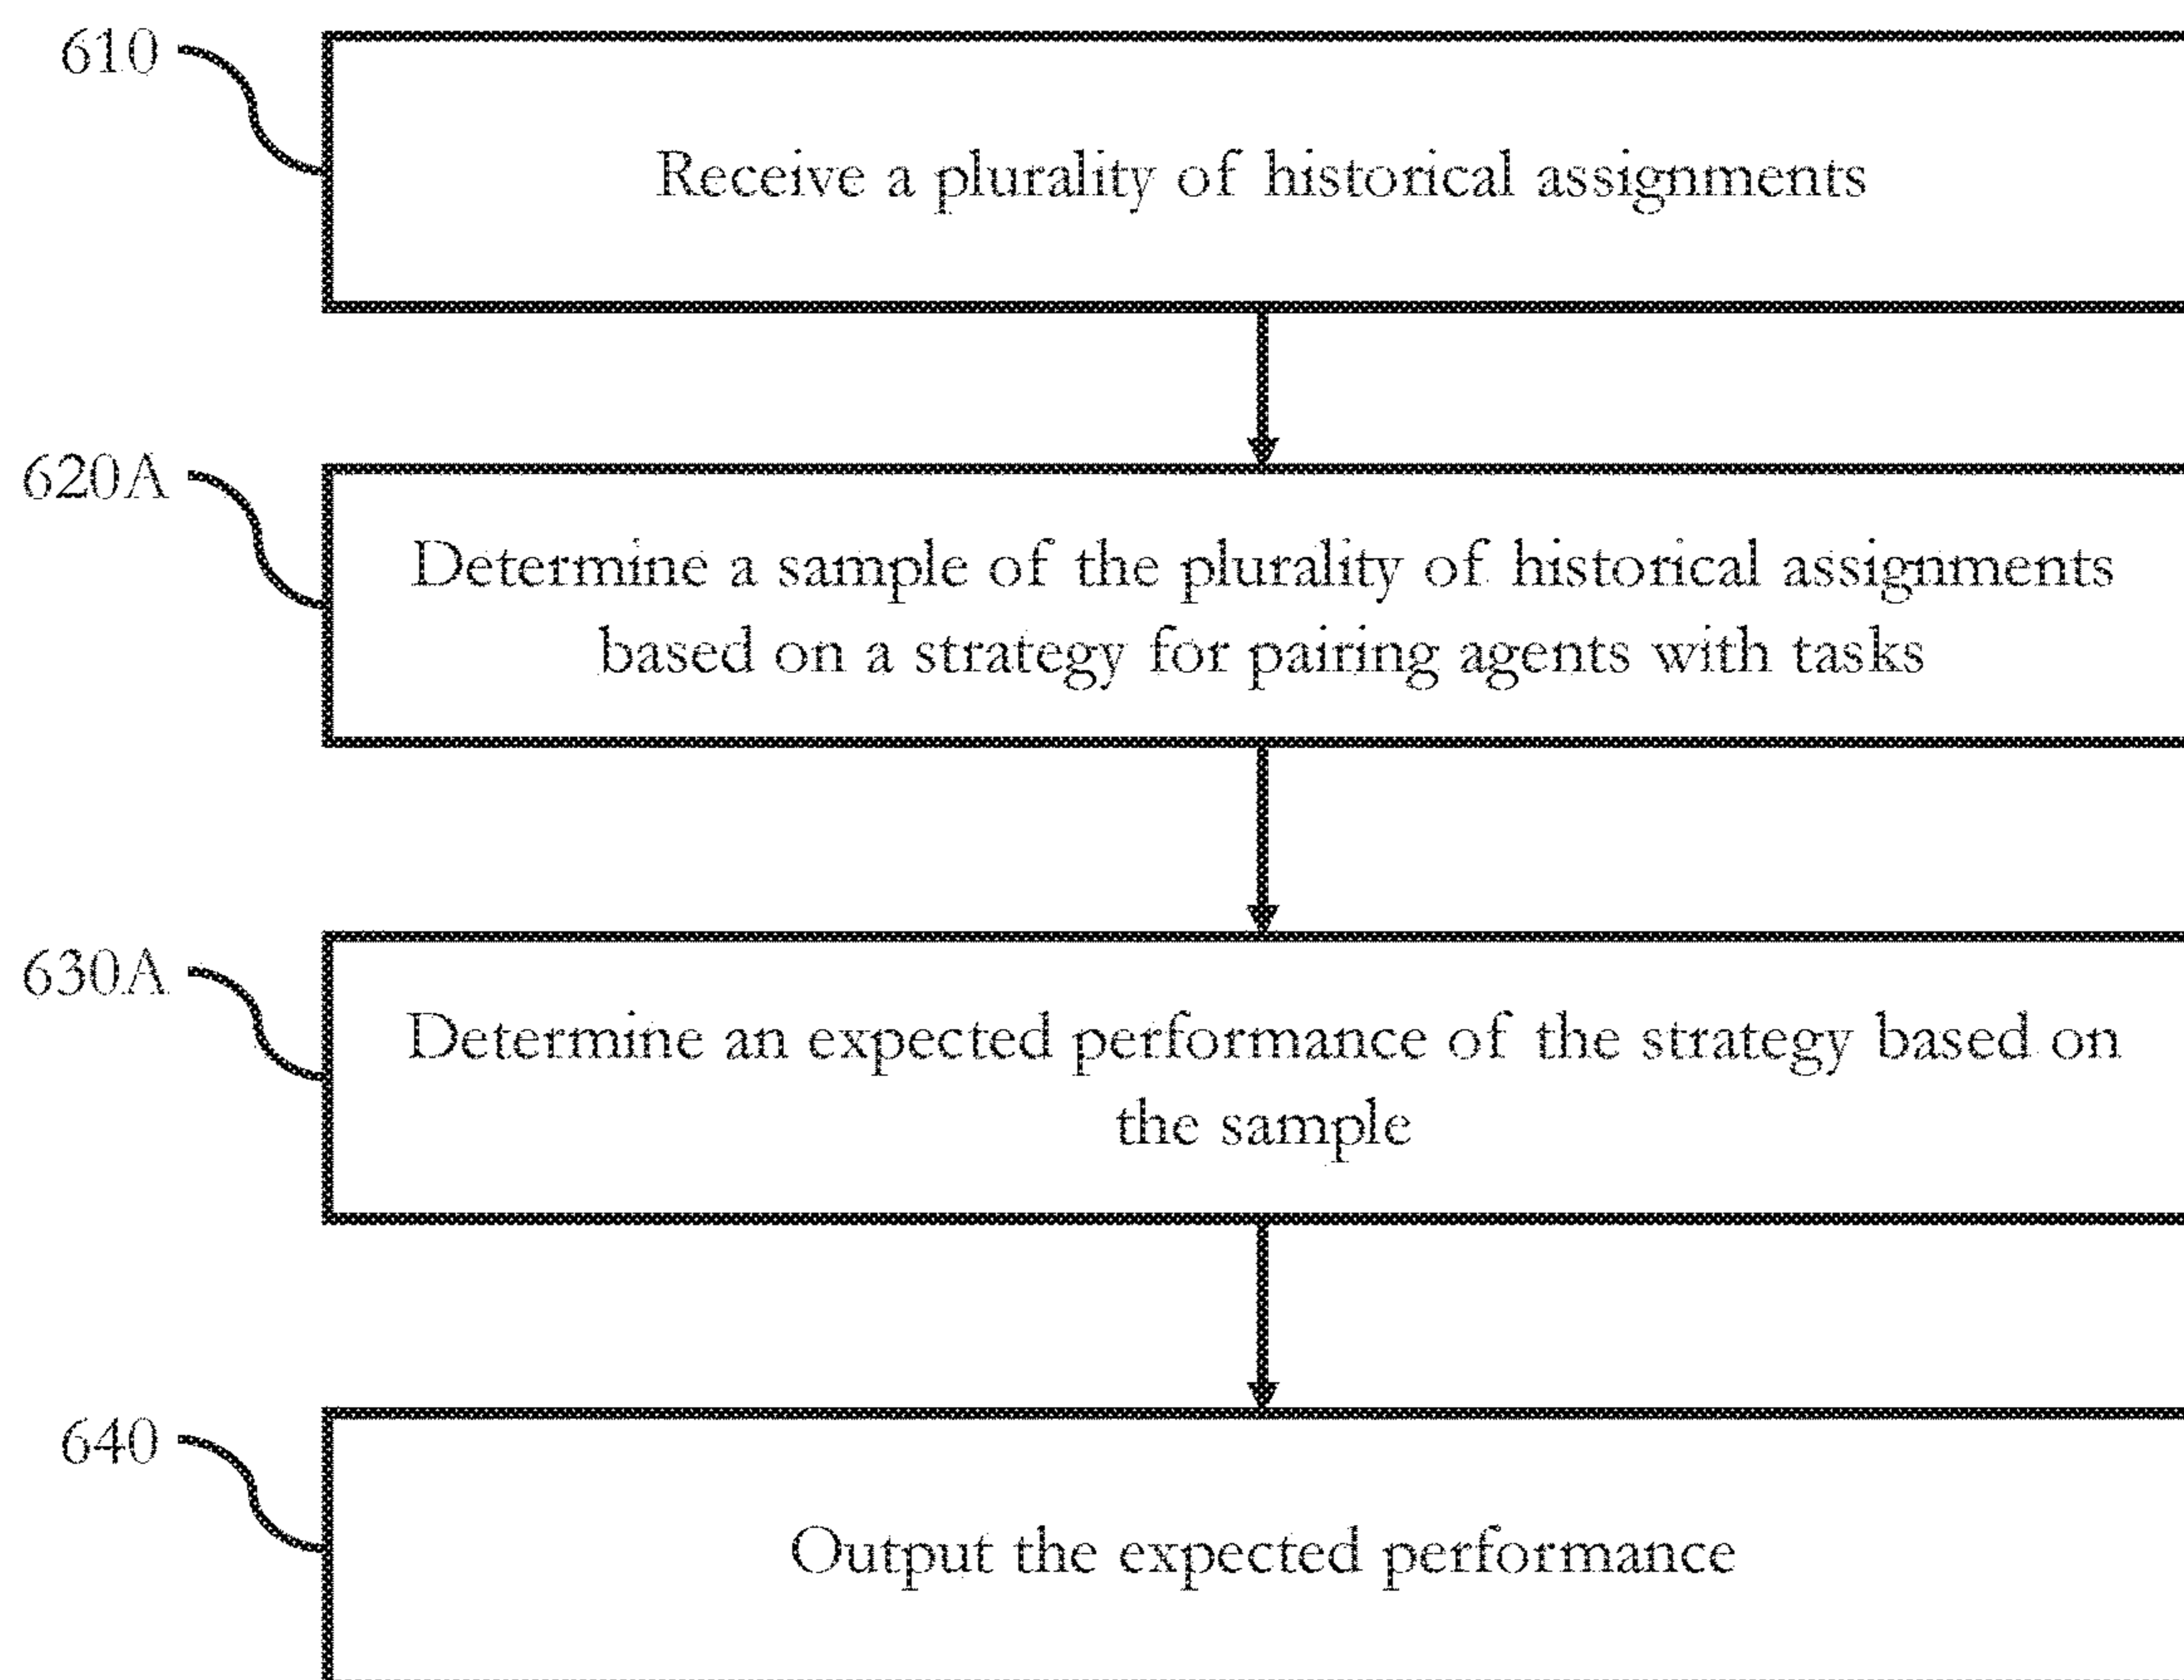 610
Receive a plurality of historical assignments
620A
Determine a sample of the plurality of historical assignments
based on a strategy for pairing agents with tasks
630A
Determine an expected performance of the strategy based on
the sample
640
Output the expected performance